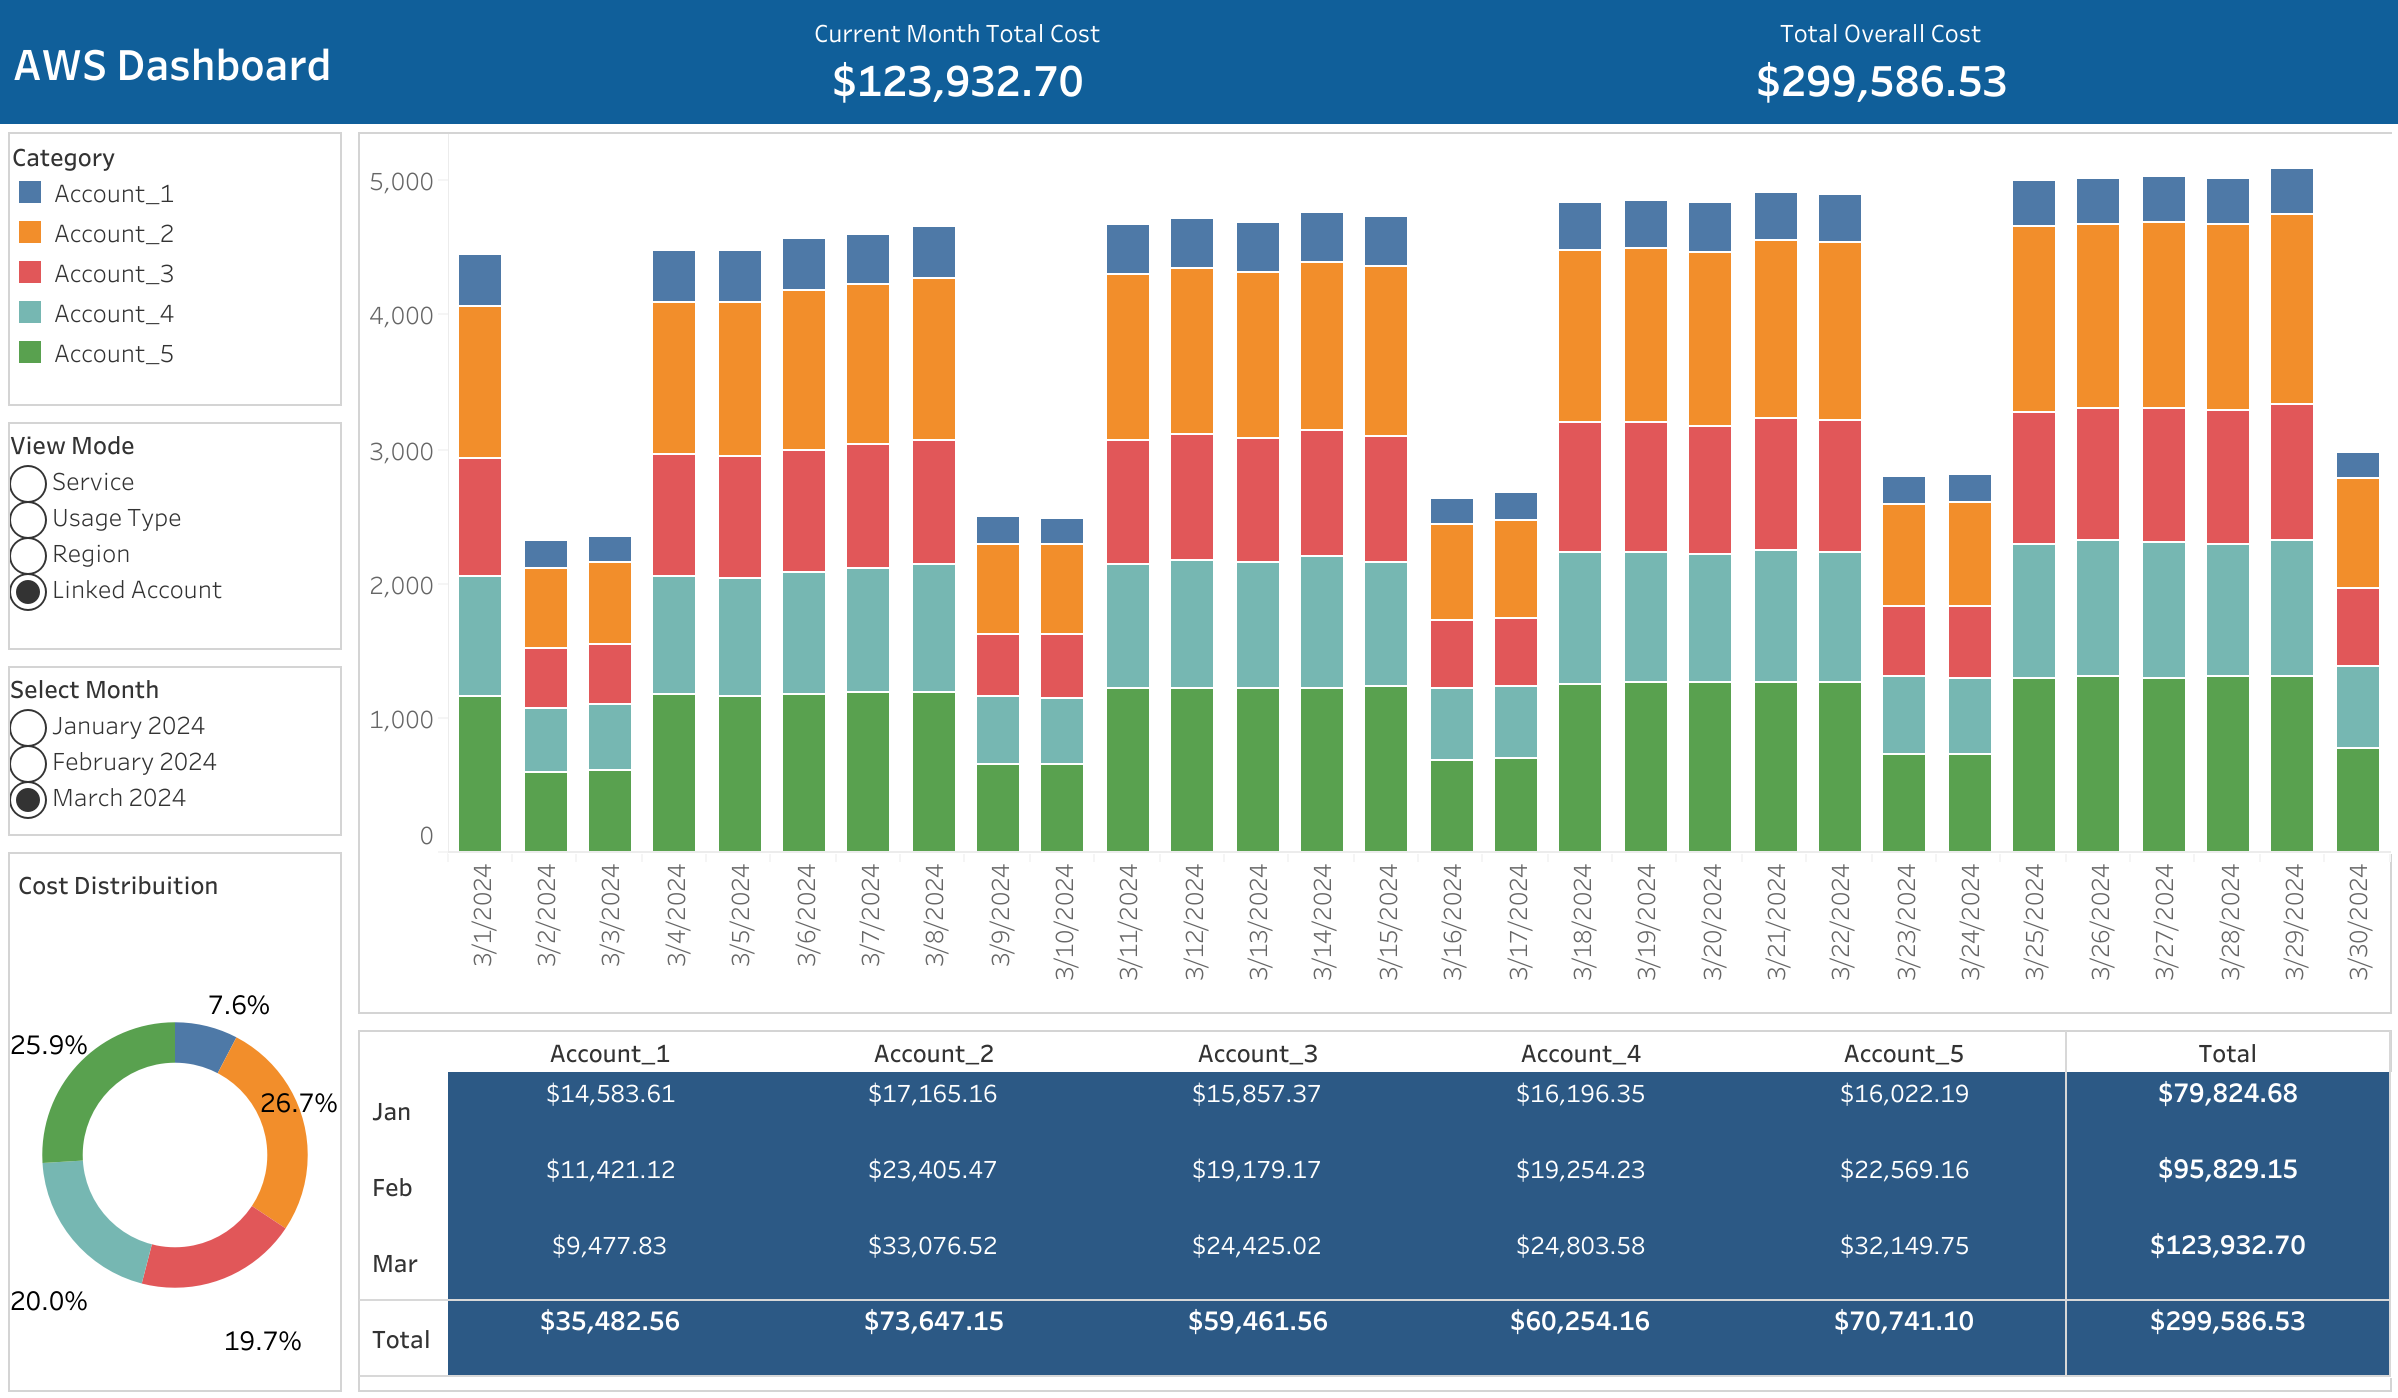 AWS Dashboard
Current Month Total Cost
$123,932.70
Total Overall Cost
$299,586.53
Category
Account_1
Account_2
Account_3
Account_4
Account_5
View Mode
Service
Usage Type
Region
Linked Account
Select Month
January 2024
February 2024
March 2024
Cost Distribuition
7.6%
25.9%
26.7%
20.0%
19.7%
5,000
4,000
3,000
2,000
1,000
0
3/1/2024
3/2/2024
3/3/2024
3/4/2024
3/5/2024
3/6/2024
3/7/2024
3/8/2024
3/9/2024
3/10/2024
3/11/2024
3/12/2024
3/13/2024
3/14/2024
3/15/2024
3/16/2024
3/17/2024
3/18/2024
3/19/2024
3/20/2024
3/21/2024
3/22/2024
3/23/2024
3/24/2024
3/25/2024
3/26/2024
3/27/2024
3/28/2024
3/29/2024
3/30/2024
Account_1 Account_2 Account_3 Account_4 Account_5 Total
Jan $14,583.61 $17,165.16 $15,857.37 $16,196.35 $16,022.19 $79,824.68
Feb $11,421.12 $23,405.47 $19,179.17 $19,254.23 $22,569.16 $95,829.15
Mar $9,477.83 $33,076.52 $24,425.02 $24,803.58 $32,149.75 $123,932.70
Total $35,482.56 $73,647.15 $59,461.56 $60,254.16 $70,741.10 $299,586.53